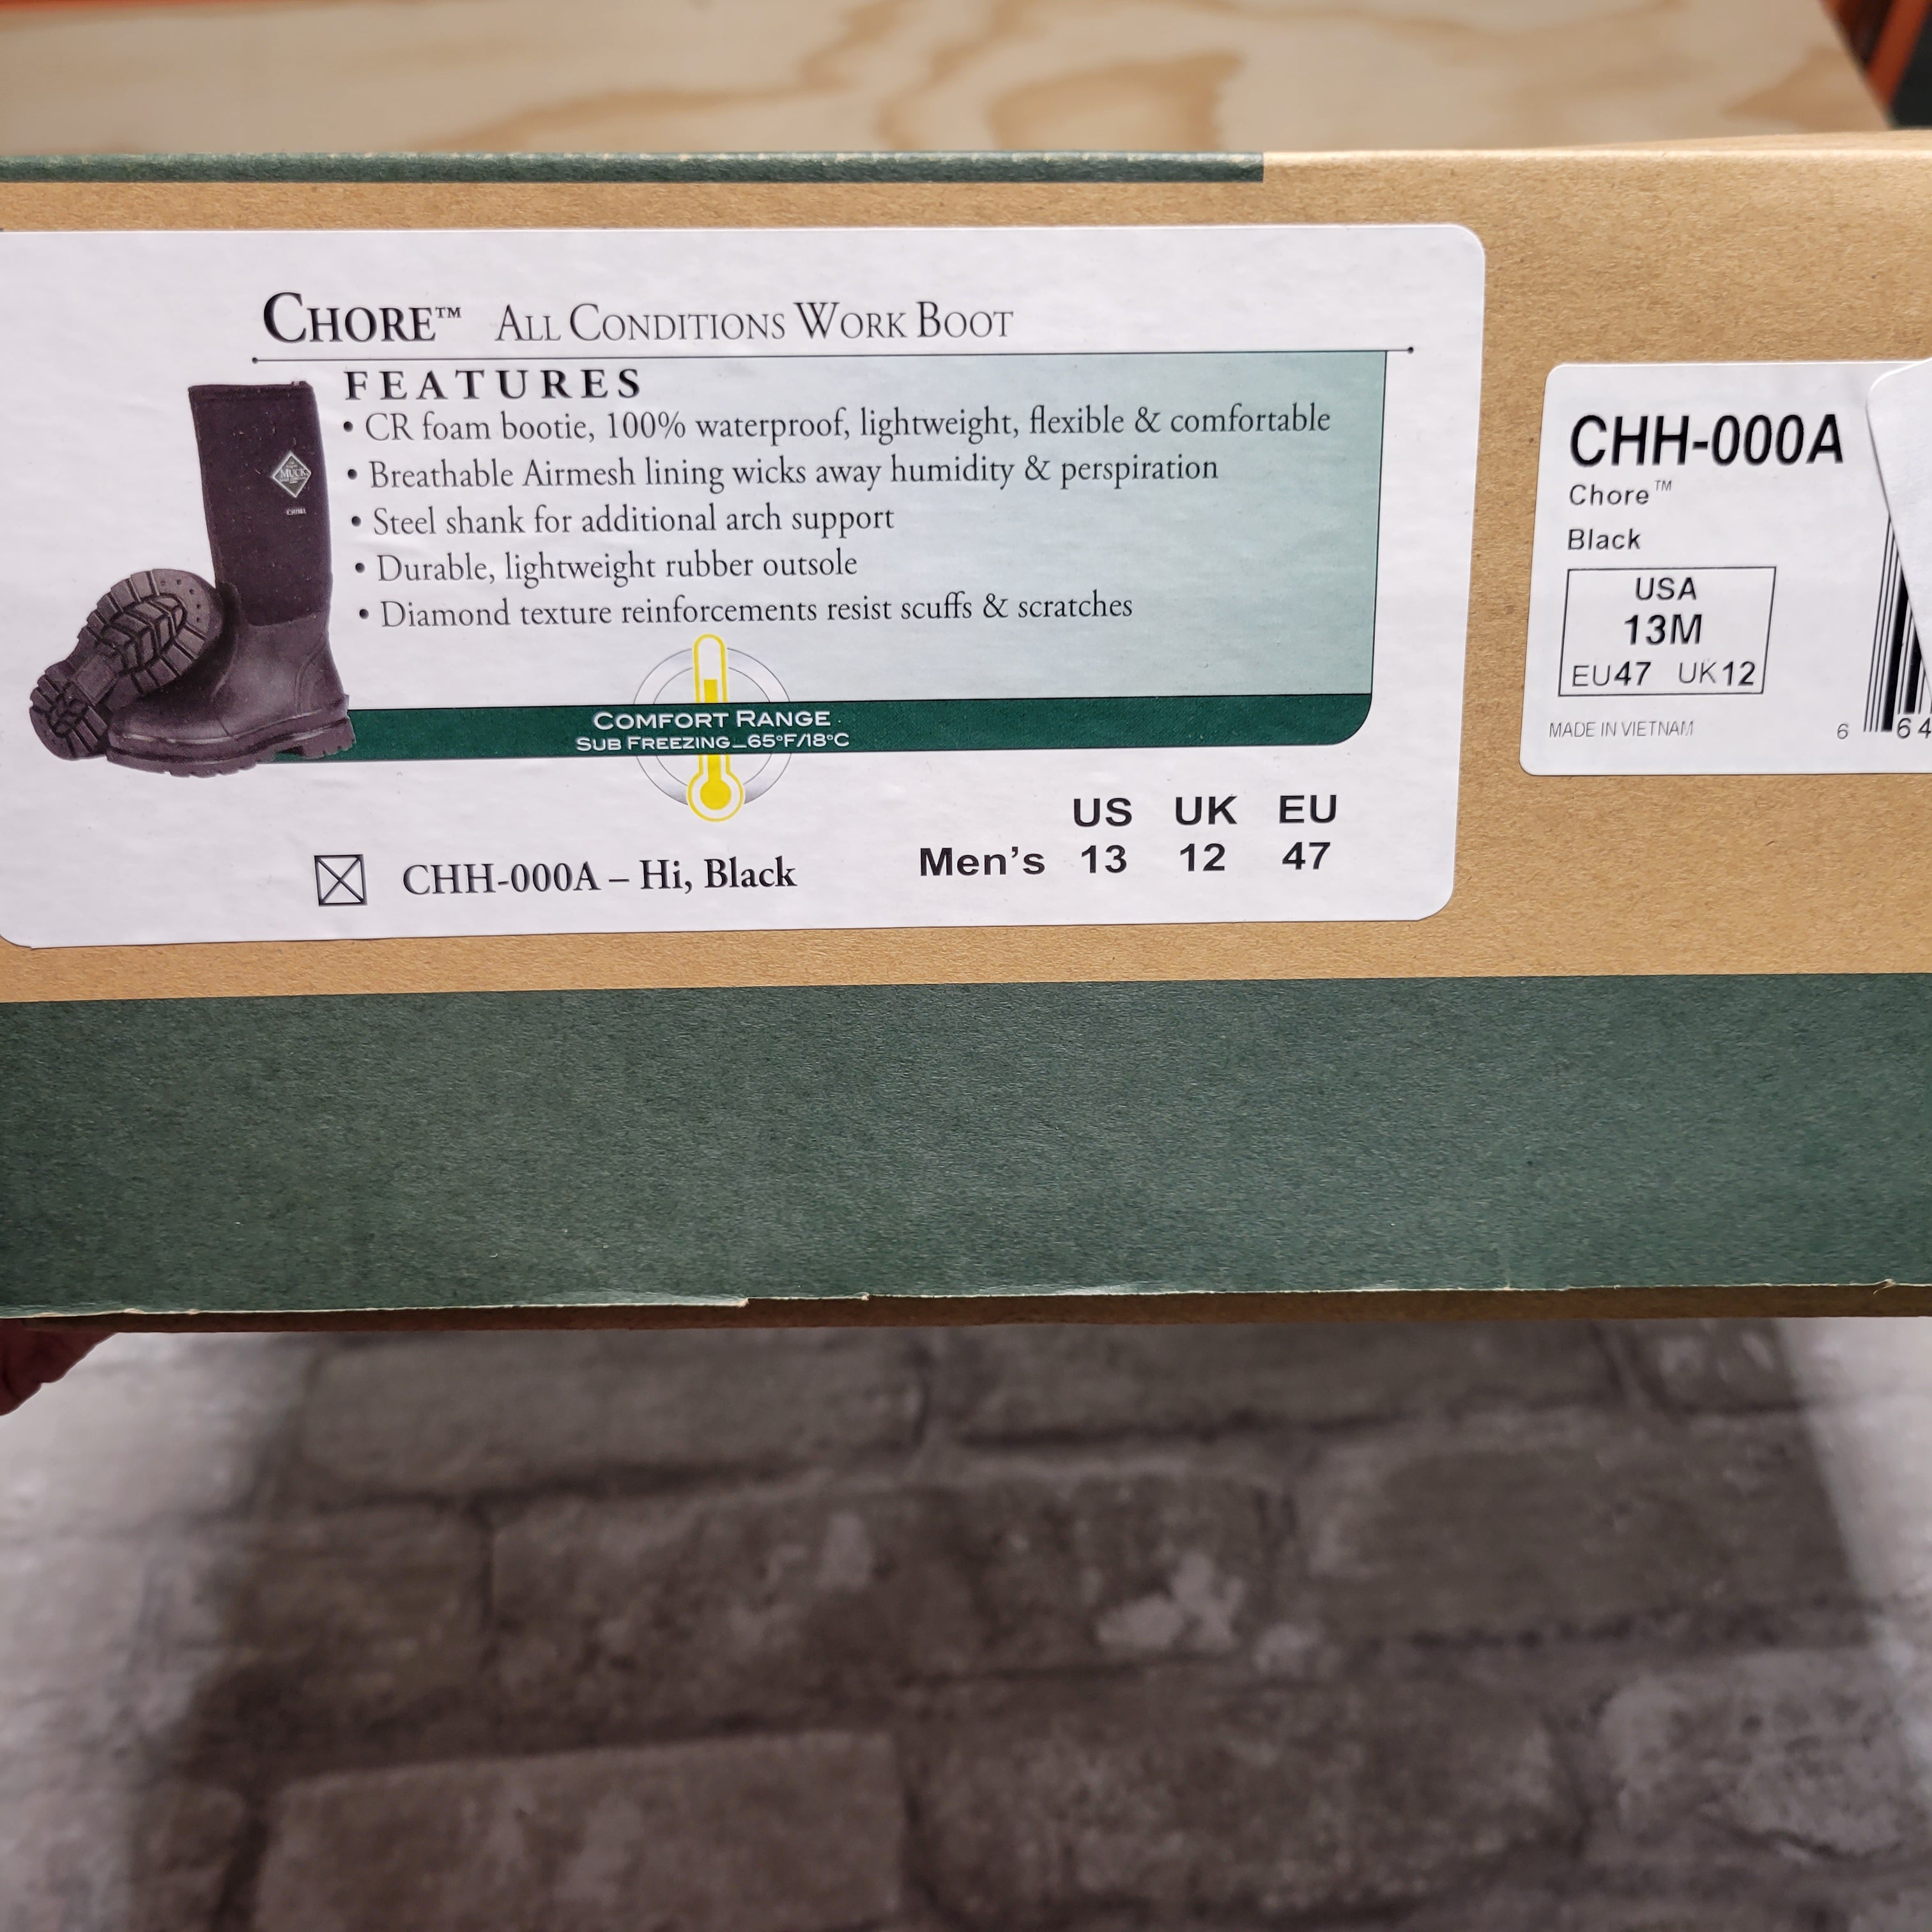 CHORE™ ALL CONDITIONS WORK BOOT
FEATURES
• CR foam bootie, 100% waterproof, lightweight, flexible & comfortable
• Breathable Airmesh lining wicks away humidity & perspiration
• Steel shank for additional arch support
• Durable, lightweight rubber outsole
• Diamond texture reinforcements resist scuffs & scratches
MUCK
COMFORT RANGE
SUB FREEZING_65°F/18°C
US UK EU
Men's 13 12 47
CHH-000A – Hi, Black
CHH-000A
Chore™
Black
USA
13M
EU47 UK12
MADE IN VIETNAM
6 64